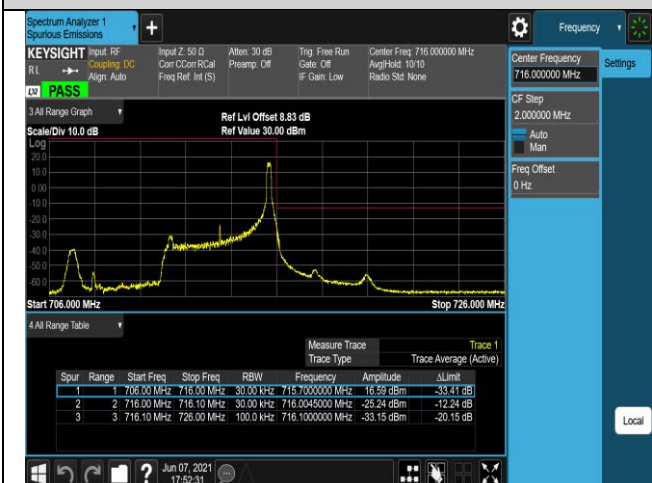 Spectrum Analyzer 1
Spurious Emissions
Frequency
KEYSIGHT
Input: RF
Input Z: 50 Ω
Atten: 30 dB
Trig: Free Run
Center Freq: 716.000000 MHz
RL
Coupling: DC
Corr CCorr RCal
Preamp: Off
Gate: Off
Avg|Hold: 10/10
Align: Auto
Freq Ref: Int (S)
IF Gain: Low
Radio Std: None
LXI
PASS
3 All Range Graph
Ref Lvl Offset 8.83 dB
Scale/Div 10.0 dB
Ref Value 30.00 dBm
Log
20.0
10.0
0.00
-10.0
-20.0
-30.0
-40.0
-50.0
-60.0
Start 706.000 MHz
Stop 726.000 MHz
4 All Range Table
Measure Trace Trace 1
Trace Type Trace Average (Active)
Spur Range Start Freq Stop Freq RBW Frequency Amplitude ΔLimit
1 1 706.00 MHz 716.00 MHz 30.00 kHz 715.7000000 MHz 16.59 dBm -33.41 dB
2 2 716.00 MHz 716.10 MHz 30.00 kHz 716.0045000 MHz -25.24 dBm -12.24 dB
3 3 716.10 MHz 726.00 MHz 100.0 kHz 716.1000000 MHz -33.15 dBm -20.15 dB
Center Frequency
716.000000 MHz
Settings
CF Step
2.000000 MHz
Auto
Man
Freq Offset
0 Hz
Local
?
Jun 07, 2021
17:52:31